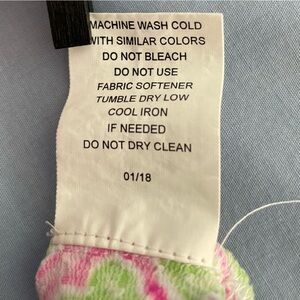 MACHINE WASH COLD
WITH SIMILAR COLORS
DO NOT BLEACH
DO NOT USE
FABRIC SOFTENER
TUMBLE DRY LOW
COOL IRON
IF NEEDED
DO NOT DRY CLEAN
01/18